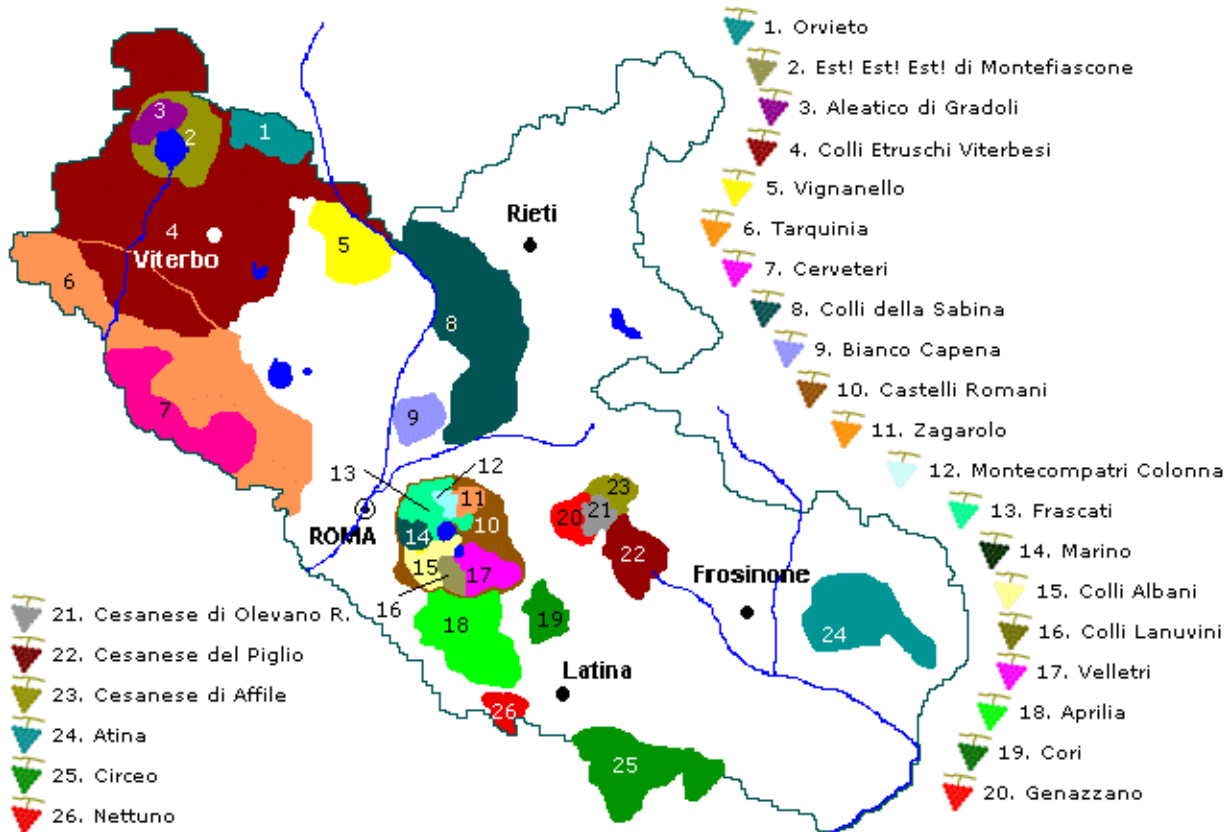 1. Orvieto
2. Est! Est! Est! di Montefiascone
3. Aleatico di Gradoli
4. Colli Etruschi Viterbesi
5. Vignanello
6. Tarquinia
7. Cerveteri
8. Colli della Sabina
9. Bianco Capena
10. Castelli Romani
11. Zagarolo
12. Montecompatri Colonna
13. Frascati
14. Marino
15. Colli Albani
16. Colli Lanuvini
17. Velletri
18. Aprilia
19. Cori
20. Genazzano
21. Cesanese di Olevano R.
22. Cesanese del Piglio
23. Cesanese di Affile
24. Atina
25. Circeo
26. Nettuno
3
2
1
4
Viterbo
5
Rieti
6
8
7
9
13
12
11
10
ROMA
14
15
16
17
18
19
20
21
23
22
Frosinone
24
Latina
26
25